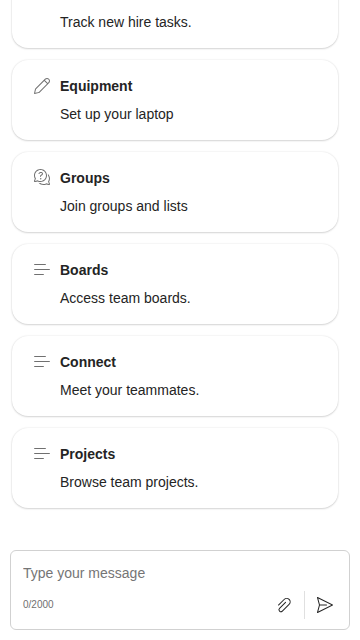 Track new hire tasks.
Equipment
Set up your laptop
Groups
Join groups and lists
Boards
Access team boards.
Connect
Meet your teammates.
Projects
Browse team projects.
Type your message
0/2000